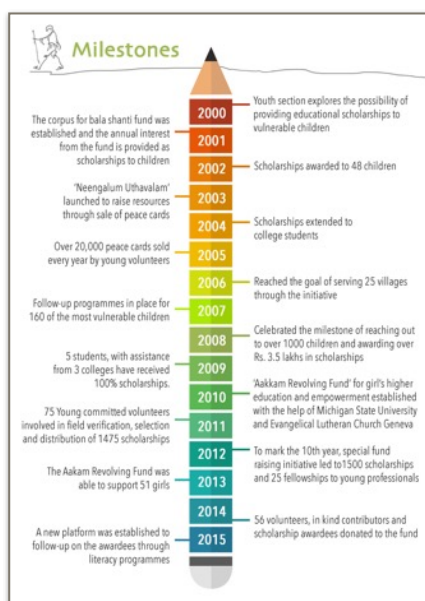 Milestones
2000
Youth section explores the possibility of
providing educational scholarships to
vulnerable children
The corpus for bala shanti fund was
established and the annual interest
from the fund is provided as
scholarships to children
2001
2002
Scholarships awarded to 48 children
'Neengalum Uthavalam'
launched to raise resources
through sale of peace cards
2003
2004
Scholarships extended to
college students
Over 20,000 peace cards sold
every year by young volunteers
2005
2006
Reached the goal of serving 25 villages
through the initiative
Follow-up programmes in place for
160 of the most vulnerable children
2007
2008
Celebrated the milestone of reaching out
to over 1000 children and awarding over
Rs. 3.5 lakhs in scholarships
5 students, with assistance
from 3 colleges have received
100% scholarships.
2009
2010
'Aakkam Revolving Fund' for girl's higher
education and empowerment established
with the help of Michigan State University
and Evangelical Lutheran Church Geneva
75 Young committed volunteers
involved in field verification, selection
and distribution of 1475 scholarships
2011
2012
To mark the 10th year, special fund
raising initiative led to1500 scholarships
and 25 fellowships to young professionals
The Aakam Revolving Fund was
able to support 51 girls
2013
2014
56 volunteers, in kind contributors and
scholarship awardees donated to the fund
A new platform was established to
follow-up on the awardees through
literacy programmes
2015